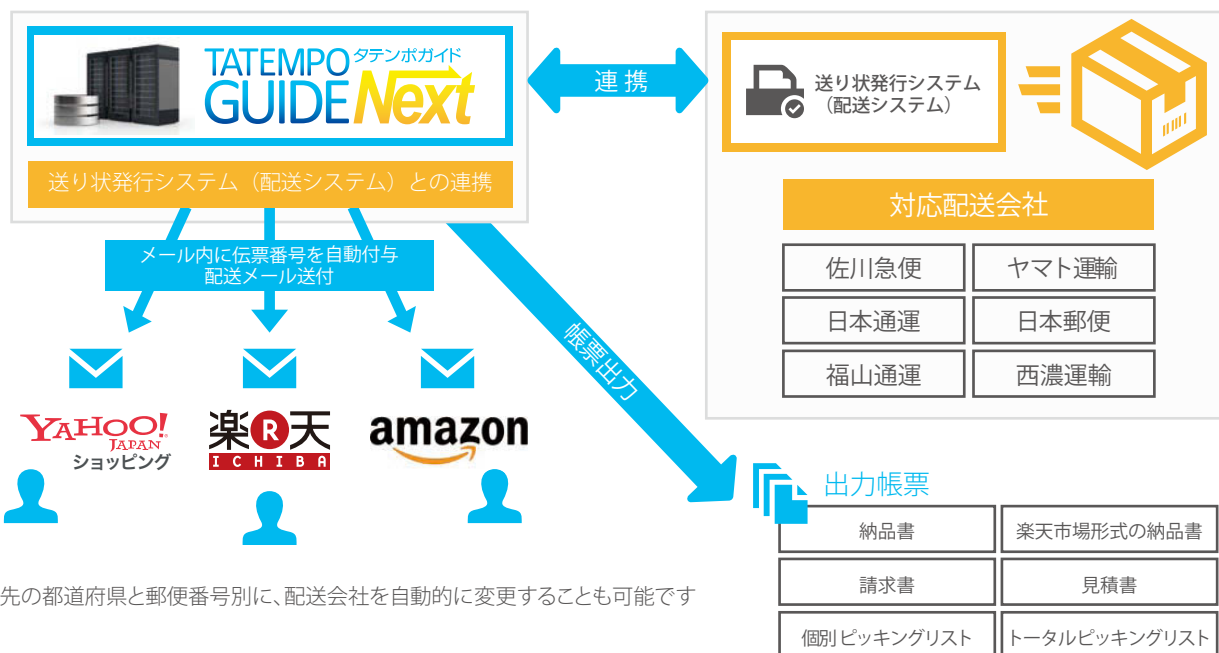 TATEMPO タテンポガイド
GUIDE Next
送り状発行システム（配送システム）との連携
連 携
送り状発行システム
（配送システム）
対応配送会社
佐川急便
ヤマト運輸
日本通運
日本郵便
福山通運
西濃運輸
メール内に伝票番号を自動付与
配送メール送付
帳票出力
YAHOO!
JAPAN
ショッピング
楽R天
ICHIBA
amazon
出力帳票
納品書
楽天市場形式の納品書
請求書
見積書
個別ピッキングリスト
トータルピッキングリスト
先の都道府県と郵便番号別に、配送会社を自動的に変更することも可能です